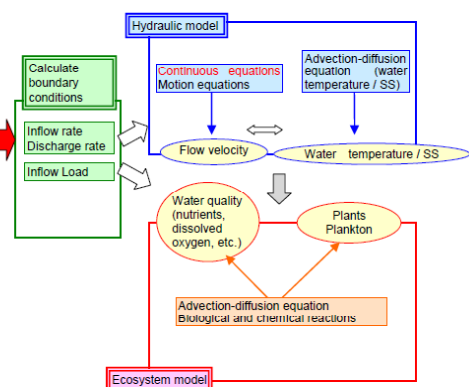 Hydraulic model
Calculate
boundary
conditions
Inflow rate
Discharge rate
Inflow Load
Continuous equations
Motion equations
Advection-diffusion
equation (water
temperature / SS)
Flow velocity
Water temperature / SS
Water quality
(nutrients,
dissolved
oxygen, etc.)
Plants
Plankton
Advection-diffusion equation
Biological and chemical reactions
Ecosystem model